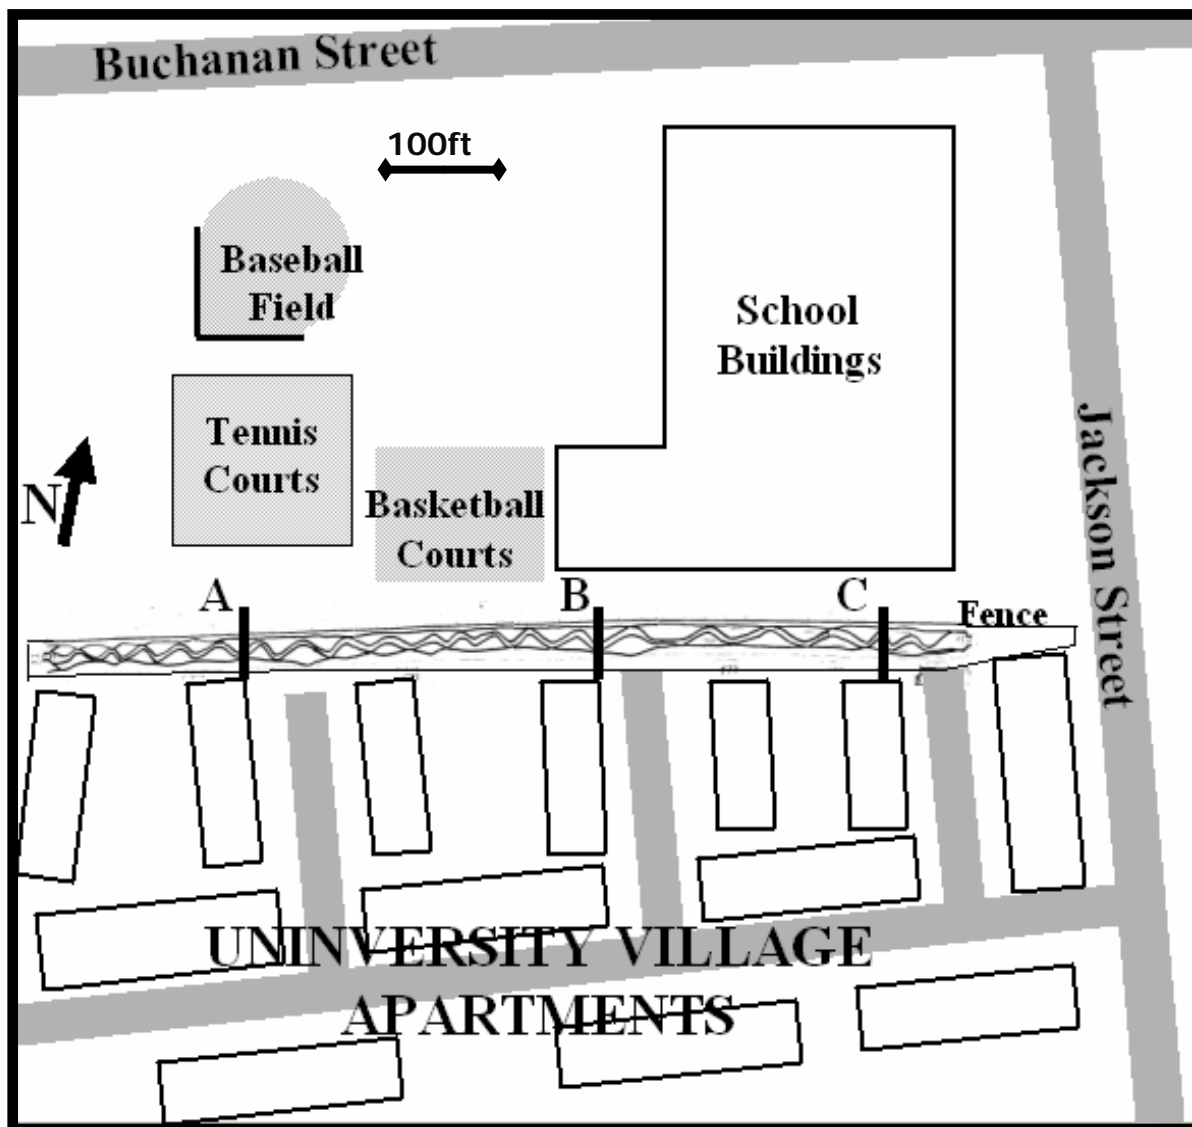 Buchanan Street
100ft
Baseball
Field
School
Buildings
Tennis
Courts
N
Basketball
Courts
Jackson Street
A
B
C
Fence
UNINVERSITY VILLAGE
APARTMENTS